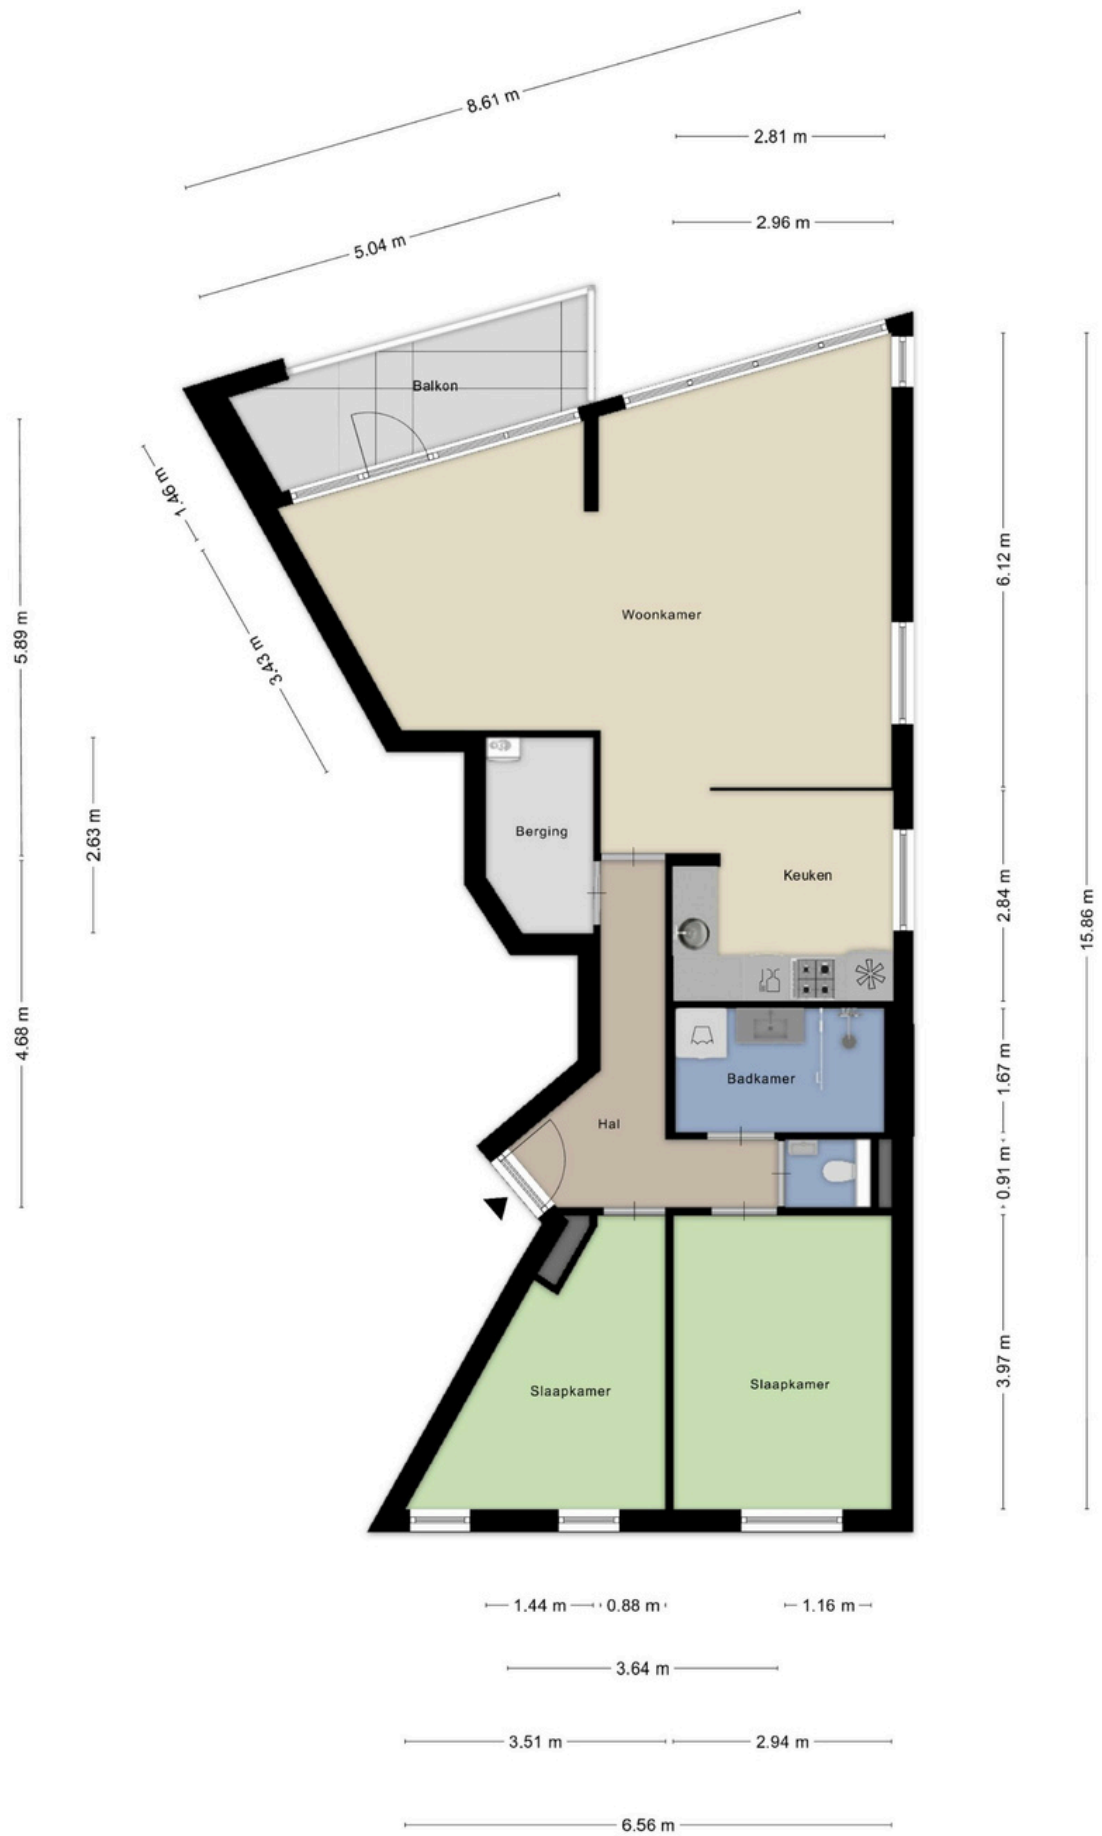 8.61 m
2.81 m
2.96 m
5.04 m
Balkon
1.46 m
6.12 m
5.89 m
Woonkamer
3.43 m
2.63 m
Berging
Keuken
2.84 m
15.86 m
4.68 m
1.67 m
Badkamer
Hal
0.91 m
3.97 m
Slaapkamer
Slaapkamer
1.44 m
0.88 m
1.16 m
3.64 m
3.51 m
2.94 m
6.56 m